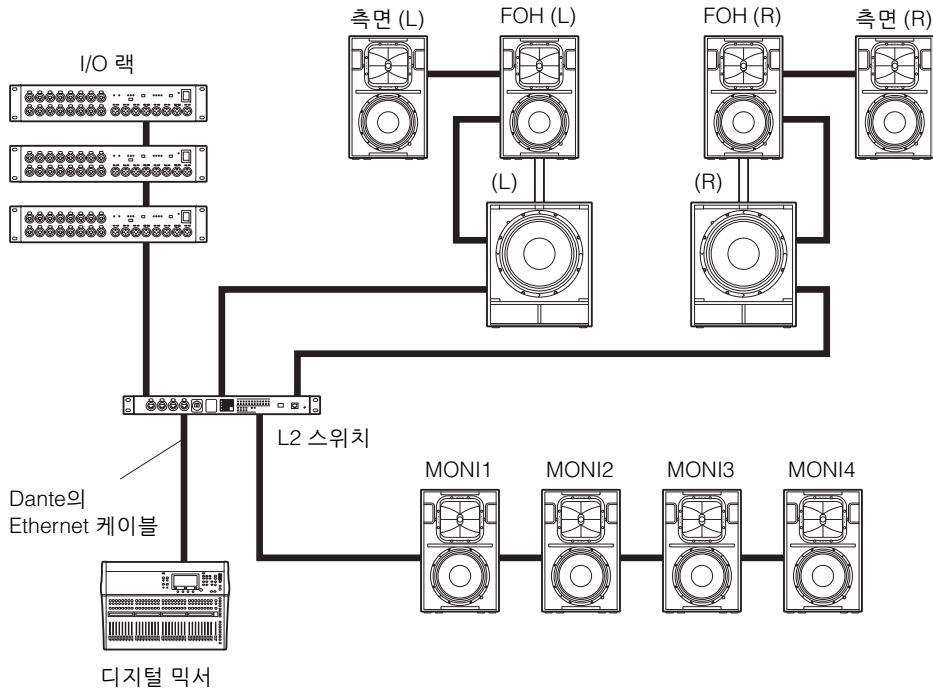 측면 (L)
FOH (L)
FOH (R)
측면 (R)
I/O 랙
(L)
(R)
L2 스위치
Dante의
Ethernet 케이블
MONI1
MONI2
MONI3
MONI4
디지털 믹서